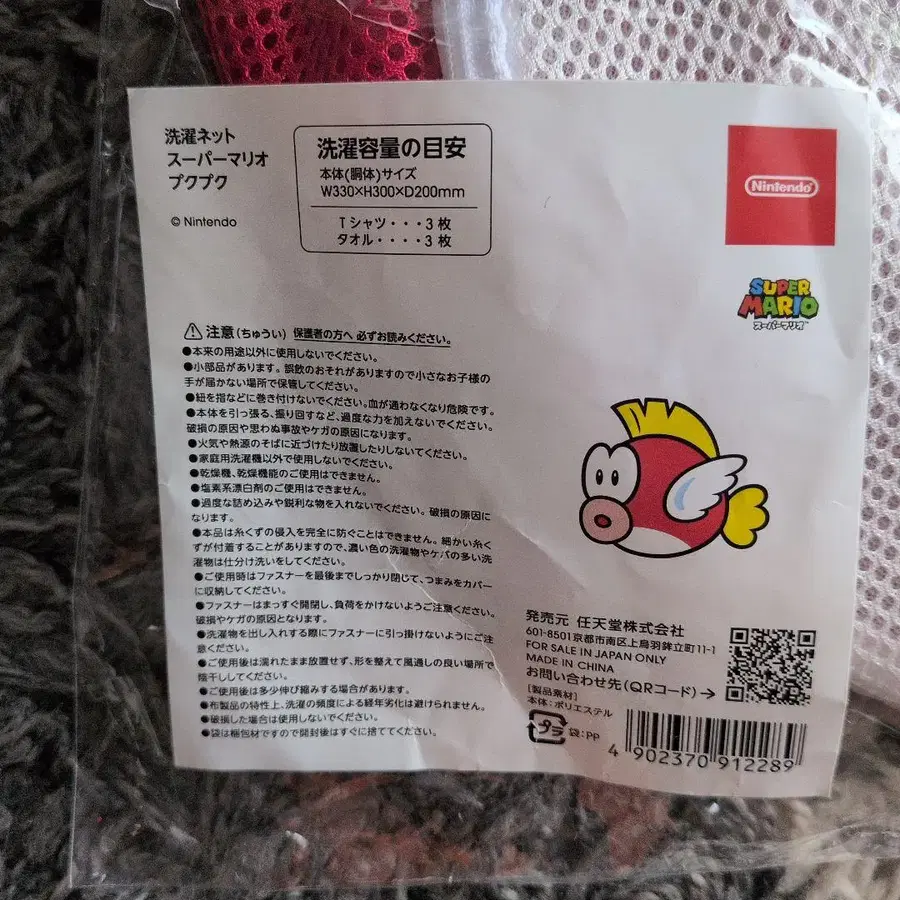 洗濯ネット
スーパーマリオ
プクプク
© Nintendo
洗濯容量の目安
本体(胴体)サイズ
W330×H300×D200mm
Tシャツ・・・3枚
タオル・・・・3枚
Nintendo
SUPER
MARIO
スーパーマリオ™
⚠注意(ちゅうい) 保護者の方へ 必ずお読みください。
●本来の用途以外に使用しないでください。
●小部品があります。誤飲のおそれがありますので小さなお子様の
手が届かない場所で保管してください。
●紐を指などに巻き付けないでください。血が通わなくなり危険です。
●本体を引っ張る、振り回すなど、過度な力を加えないでください。
破損の原因や思わぬ事故やケガの原因になります。
●火気や熱源のそばに近づけたり放置したりしないでください。
●家庭用洗濯機以外で使用しないでください。
●乾燥機、乾燥機能のご使用はできません。
●塩素系漂白剤のご使用はできません。
●過度な詰め込みや鋭利な物を入れないでください。破損の原因に
なります。
●本品は糸くずの侵入を完全に防ぐことはできません。細かい糸く
ずが付着することがありますので、濃い色の洗濯物やケバの多い洗
濯物は仕分け洗いをしてください。
●ご使用時はファスナーを最後までしっかり閉じて、つまみをカバー
に収納してください。
●ファスナーはまっすぐ開閉し、負荷をかけないようご注意ください。
破損やケガの原因となります。
●洗濯物を出し入れする際にファスナーに引っ掛けないようにご注
意ください。
●ご使用後は濡れたまま放置せず、形を整えて風通しの良い場所で
陰干ししてください。
●ご使用後は多少伸び縮みする場合があります。
●布製品の特性上、洗濯の頻度による経年劣化は避けられません。
●破損した場合は使用しないでください。
●袋は梱包材ですので開封後はすぐに捨ててください。
発売元 任天堂株式会社
601-8501京都市南区上鳥羽鉾立町11-1
FOR SALE IN JAPAN ONLY
MADE IN CHINA
お問い合わせ先(QRコード)→
[製品素材]
本体:ポリエステル
プラ 袋:PP
4 902370 912289